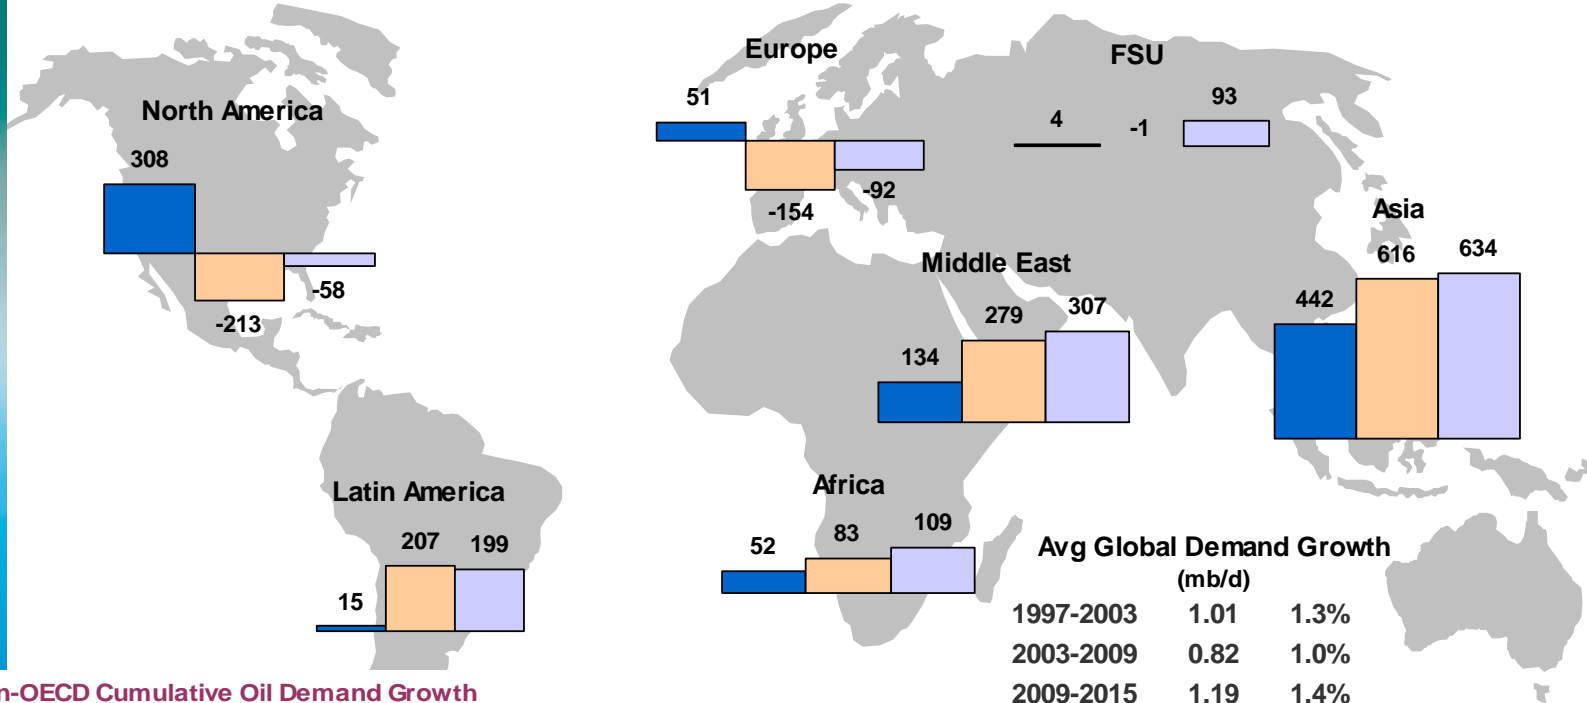 North America
308
-213
-58
Europe
51
-154
-92
FSU
4
-1
93
Asia
442
616
634
Middle East
134
279
307
Latin America
15
207
199
Africa
52
83
109
Avg Global Demand Growth
(mb/d)
1997-2003 1.01 1.3%
2003-2009 0.82 1.0%
2009-2015 1.19 1.4%
n-OECD Cumulative Oil Demand Growth